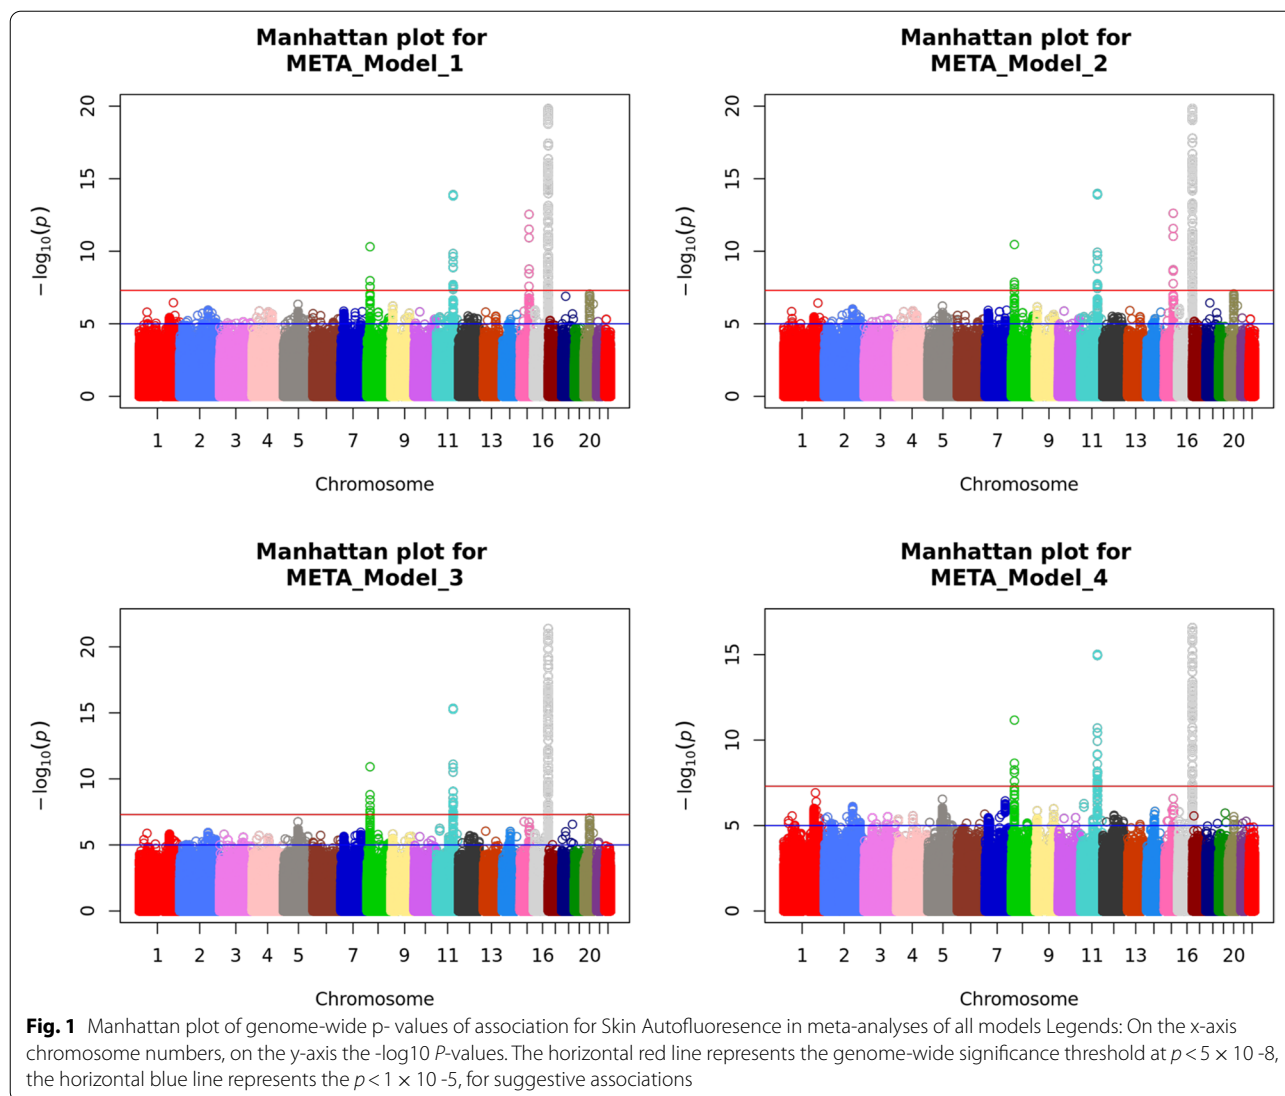 Manhattan plot for
META_Model_1
20
15
10
5
0
−log10(p)
1 2 3 4 5 7 9 11 13 16 20
Chromosome
Manhattan plot for
META_Model_2
20
15
10
5
0
−log10(p)
1 2 3 4 5 7 9 11 13 16 20
Chromosome
Manhattan plot for
META_Model_3
20
15
10
5
0
−log10(p)
1 2 3 4 5 7 9 11 13 16 20
Chromosome
Manhattan plot for
META_Model_4
15
10
5
0
−log10(p)
1 2 3 4 5 7 9 11 13 16 20
Chromosome
Fig. 1 Manhattan plot of genome-wide p- values of association for Skin Autofluoresence in meta-analyses of all models Legends: On the x-axis
chromosome numbers, on the y-axis the -log10 P-values. The horizontal red line represents the genome-wide significance threshold at p < 5 × 10 -8,
the horizontal blue line represents the p < 1 × 10 -5, for suggestive associations